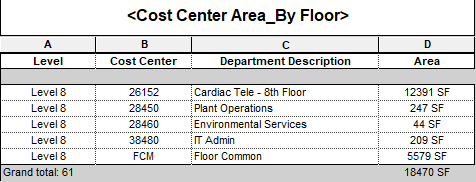 <Cost Center Area_By Floor>
A B C D
Level Cost Center Department Description Area
Level 8 26152 Cardiac Tele - 8th Floor 12391 SF
Level 8 28450 Plant Operations 247 SF
Level 8 28460 Environmental Services 44 SF
Level 8 38480 IT Admin 209 SF
Level 8 FCM Floor Common 5579 SF
Grand total: 61 18470 SF